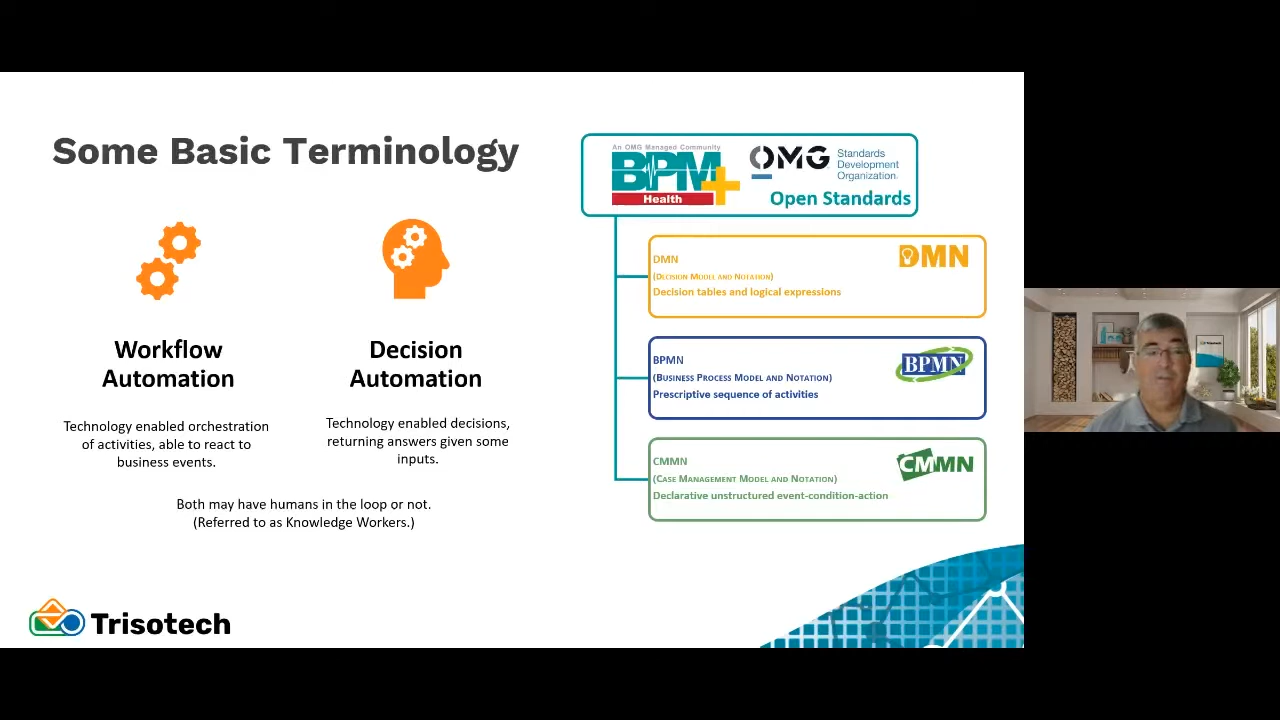 Some Basic Terminology
Workflow
Automation
Technology enabled orchestration
of activities, able to react to
business events.
Decision
Automation
Technology enabled decisions,
returning answers given some
inputs.
Both may have humans in the loop or not.
(Referred to as Knowledge Workers.)
An OMG Managed Community
BPM+
Health
OMG
Standards
Development
Organization
Open Standards
DMN
(Decision Model and Notation)
Decision tables and logical expressions
DMN
BPMN
(Business Process Model and Notation)
Prescriptive sequence of activities
BPMN
CMMN
(Case Management Model and Notation)
Declarative unstructured event-condition-action
CMMN
Trisotech
Trisotech